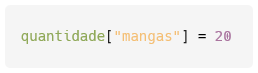 quantidade["mangas"] = 20